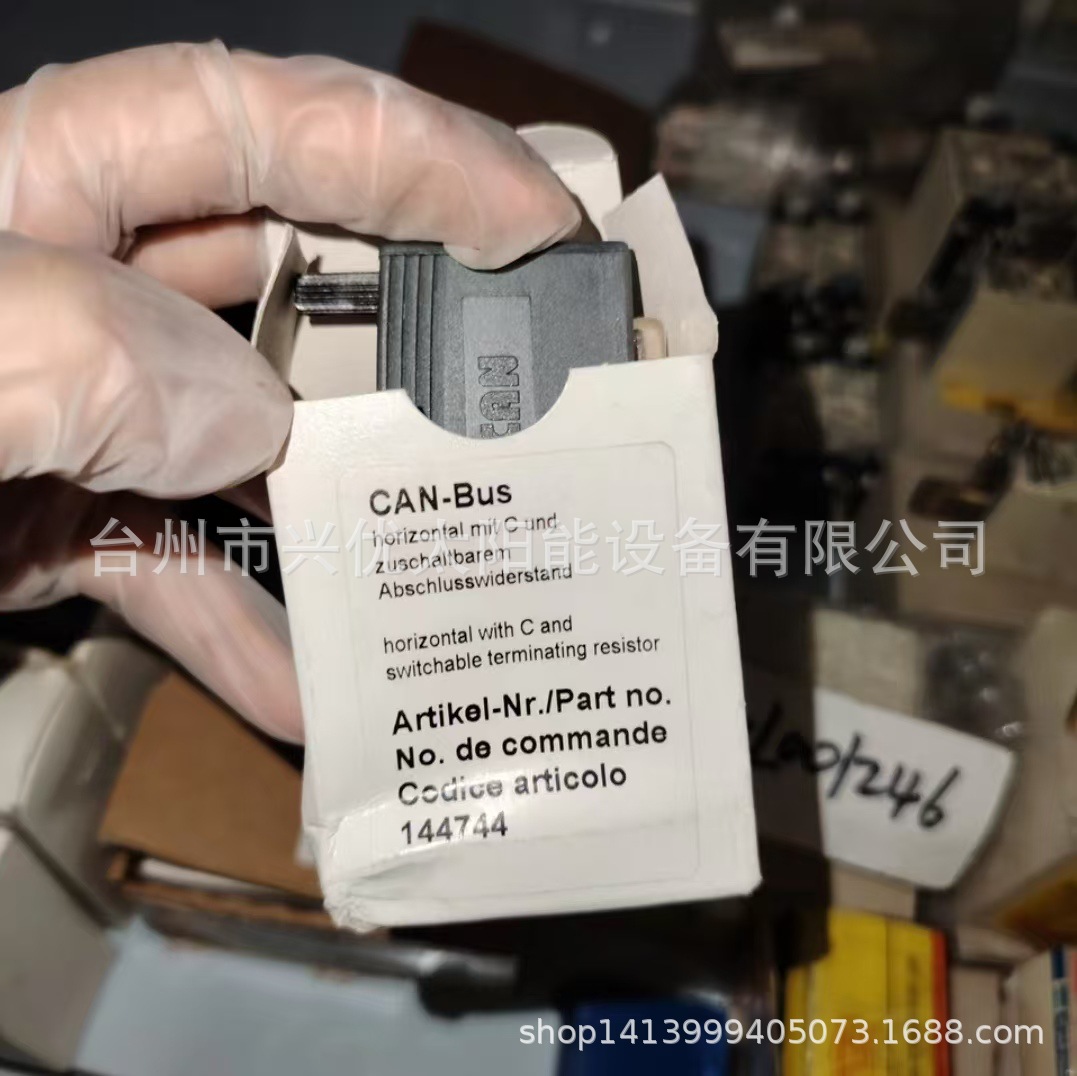 CAN-Bus
horizontal mit C und
zuschaltbarem
Abschlusswiderstand
horizontal with C and
switchable terminating resistor
Artikel-Nr./Part no.
No. de commande
Codice articolo
144744
台州市兴优太阳能设备有限公司
shop1413999405073.1688.com